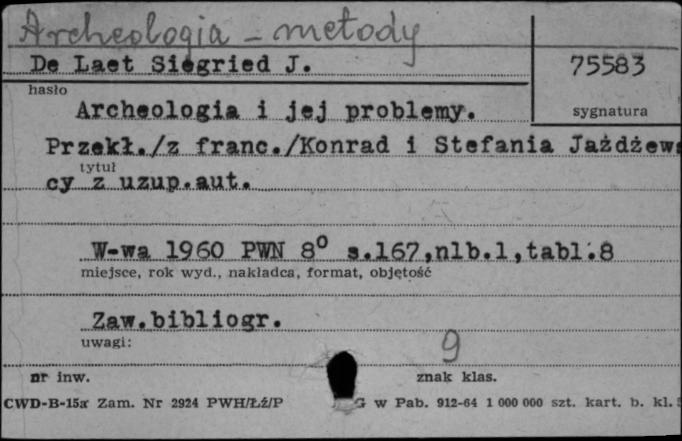 Archeologia - metody
De Laet Siegried J.
75583
hasło
sygnatura
Archeologia i jej problemy.
Przekł./z franc./Konrad i Stefania Jażdżews
tytuł
cy z uzup.aut.
W-wa 1960 PWN 8° s.167,nlb.1,tabl.8
miejsce, rok wyd., nakładca, format, objętość
Zaw.bibliogr.
uwagi:
9
nr inw.
znak klas.
CWD-B-15a Zam. Nr 2924 PWH/Łź/P G w Pab. 912-64 1 000 000 szt. kart. b. kl.